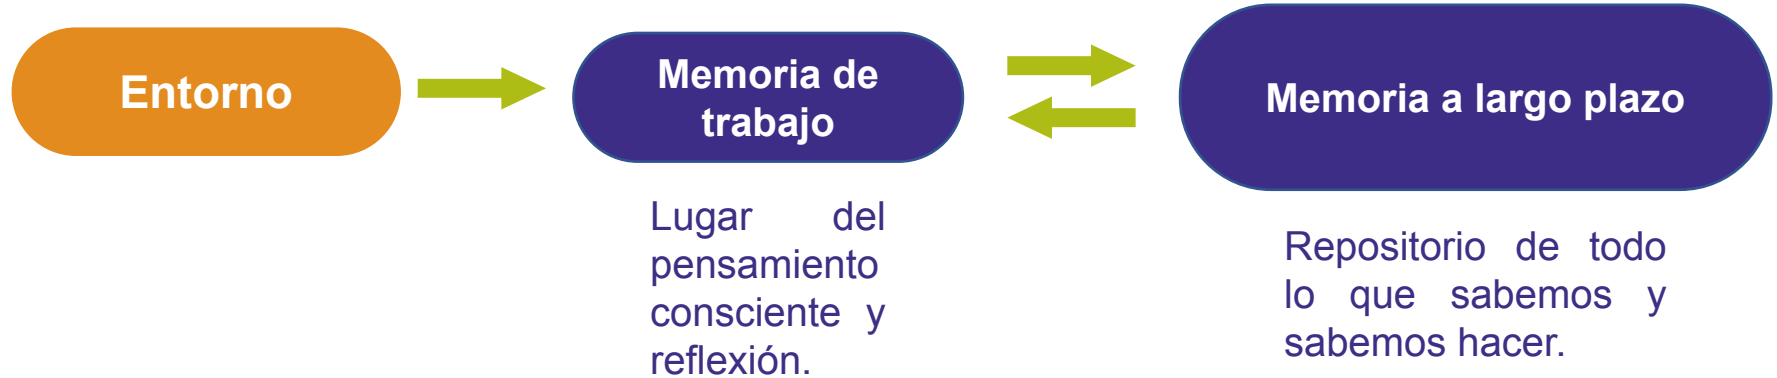 Entorno
Memoria de
trabajo
Memoria a largo plazo
Lugar del
pensamiento
consciente y
reflexión.
Repositorio de todo
lo que sabemos y
sabemos hacer.